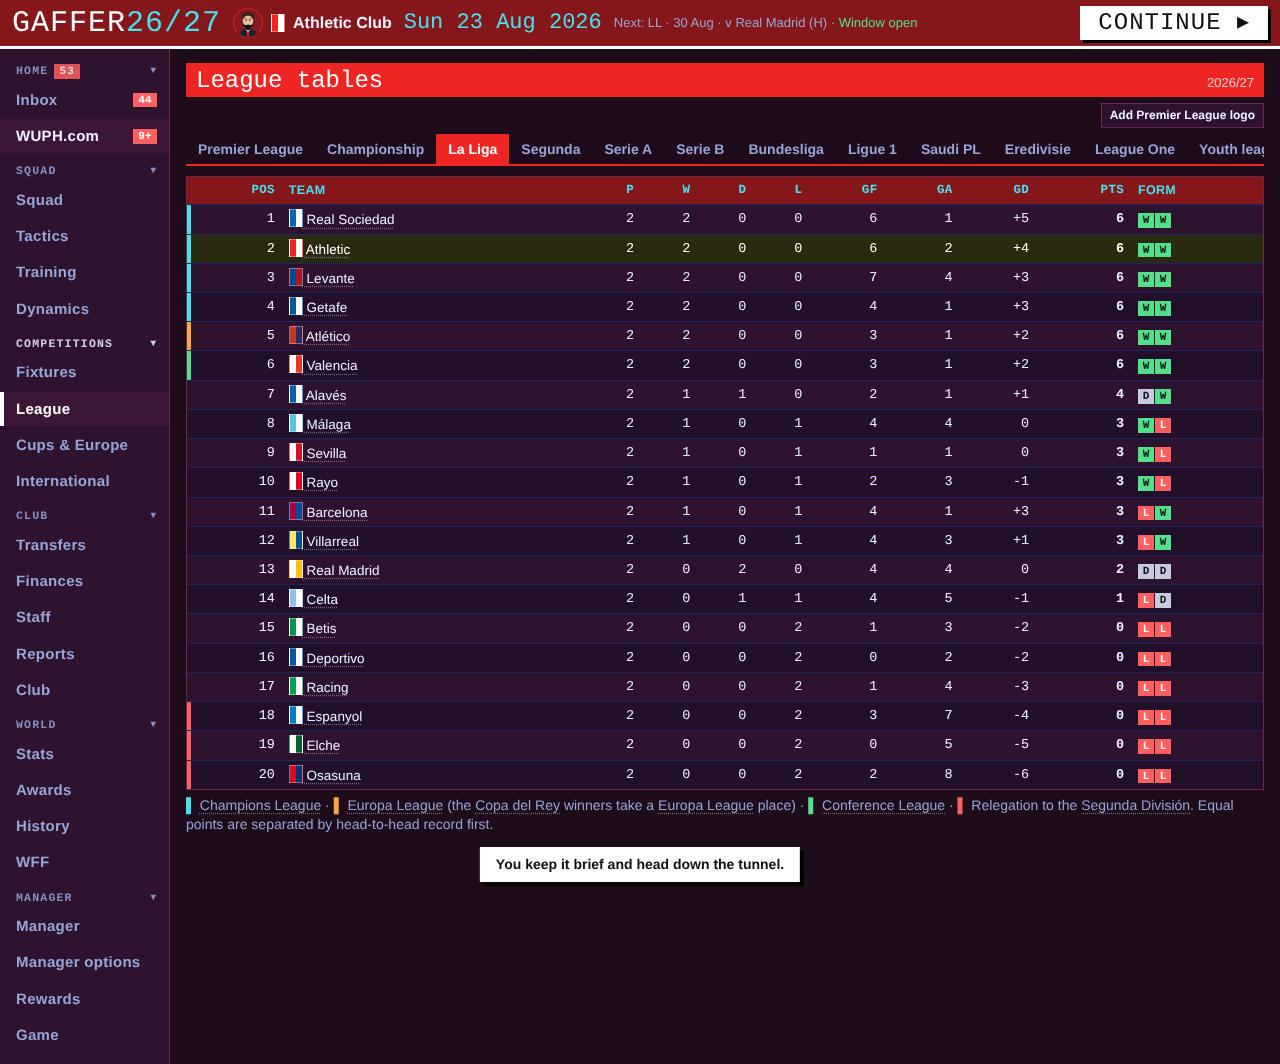 GAFFER26/27 Athletic Club Sun 23 Aug 2026 Next: LL · 30 Aug · v Real Madrid (H) · Window open CONTINUE ►
HOME 53 ▼
Inbox 44
WUPH.com 9+
SQUAD ▼
Squad
Tactics
Training
Dynamics
COMPETITIONS ▼
Fixtures
League
Cups & Europe
International
CLUB ▼
Transfers
Finances
Staff
Reports
Club
WORLD ▼
Stats
Awards
History
WFF
MANAGER ▼
Manager
Manager options
Rewards
Game
League tables 2026/27
Add Premier League logo
Premier League Championship La Liga Segunda Serie A Serie B Bundesliga Ligue 1 Saudi PL Eredivisie League One Youth leag
POS TEAM P W D L GF GA GD PTS FORM
1 Real Sociedad 2 2 0 0 6 1 +5 6 W W
2 Athletic 2 2 0 0 6 2 +4 6 W W
3 Levante 2 2 0 0 7 4 +3 6 W W
4 Getafe 2 2 0 0 4 1 +3 6 W W
5 Atlético 2 2 0 0 3 1 +2 6 W W
6 Valencia 2 2 0 0 3 1 +2 6 W W
7 Alavés 2 1 1 0 2 1 +1 4 D W
8 Málaga 2 1 0 1 4 4 0 3 W L
9 Sevilla 2 1 0 1 1 1 0 3 W L
10 Rayo 2 1 0 1 2 3 -1 3 W L
11 Barcelona 2 1 0 1 4 1 +3 3 L W
12 Villarreal 2 1 0 1 4 3 +1 3 L W
13 Real Madrid 2 0 2 0 4 4 0 2 D D
14 Celta 2 0 1 1 4 5 -1 1 L D
15 Betis 2 0 0 2 1 3 -2 0 L L
16 Deportivo 2 0 0 2 0 2 -2 0 L L
17 Racing 2 0 0 2 1 4 -3 0 L L
18 Espanyol 2 0 0 2 3 7 -4 0 L L
19 Elche 2 0 0 2 0 5 -5 0 L L
20 Osasuna 2 0 0 2 2 8 -6 0 L L
Champions League · Europa League (the Copa del Rey winners take a Europa League place) · Conference League · Relegation to the Segunda División. Equal
points are separated by head-to-head record first.
You keep it brief and head down the tunnel.